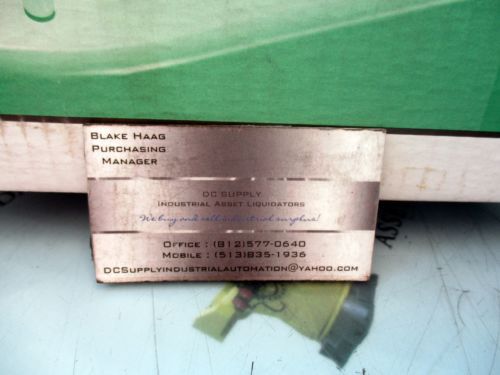 Blake Haag
Purchasing
Manager
DC Supply
Industrial Asset Liquidators
We buy and sell industrial surplus!
Office : (812)577-0640
Mobile : (513)835-1936
DCSupplyindustrialautomation@yahoo.com